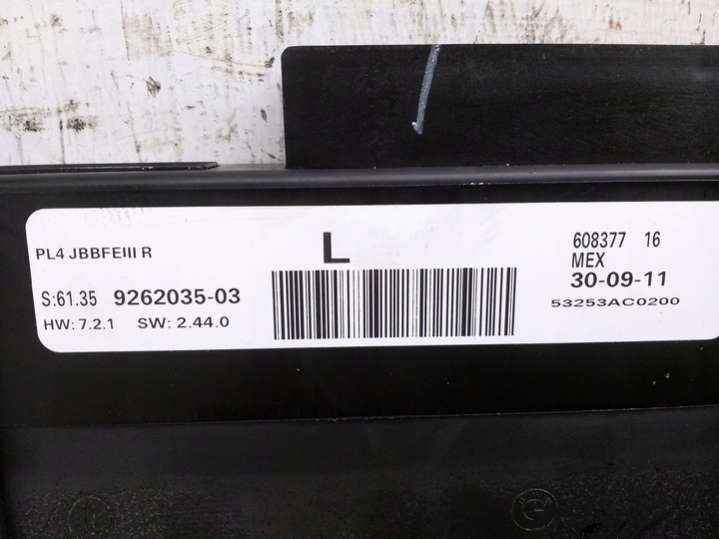 PL4 JBBFEIII R
L
608377 16
MEX
S:61.35 9262035-03
30-09-11
HW: 7.2.1 SW: 2.44.0
53253AC0200